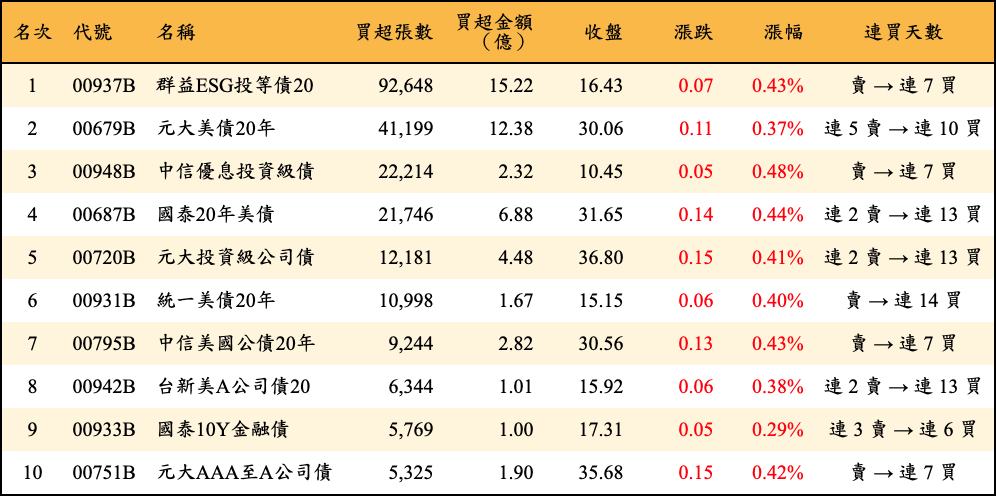 名次 代號 名稱 買超張數 買超金額（億） 收盤 漲跌 漲幅 連買天數
1 00937B 群益ESG投等債20 92,648 15.22 16.43 0.07 0.43% 賣 → 連 7 買
2 00679B 元大美債20年 41,199 12.38 30.06 0.11 0.37% 連 5 賣 → 連 10 買
3 00948B 中信優息投資級債 22,214 2.32 10.45 0.05 0.48% 賣 → 連 7 買
4 00687B 國泰20年美債 21,746 6.88 31.65 0.14 0.44% 連 2 賣 → 連 13 買
5 00720B 元大投資級公司債 12,181 4.48 36.80 0.15 0.41% 連 2 賣 → 連 13 買
6 00931B 統一美債20年 10,998 1.67 15.15 0.06 0.40% 賣 → 連 14 買
7 00795B 中信美國公債20年 9,244 2.82 30.56 0.13 0.43% 賣 → 連 7 買
8 00942B 台新美A公司債20 6,344 1.01 15.92 0.06 0.38% 連 2 賣 → 連 13 買
9 00933B 國泰10Y金融債 5,769 1.00 17.31 0.05 0.29% 連 3 賣 → 連 6 買
10 00751B 元大AAA至A公司債 5,325 1.90 35.68 0.15 0.42% 賣 → 連 7 買